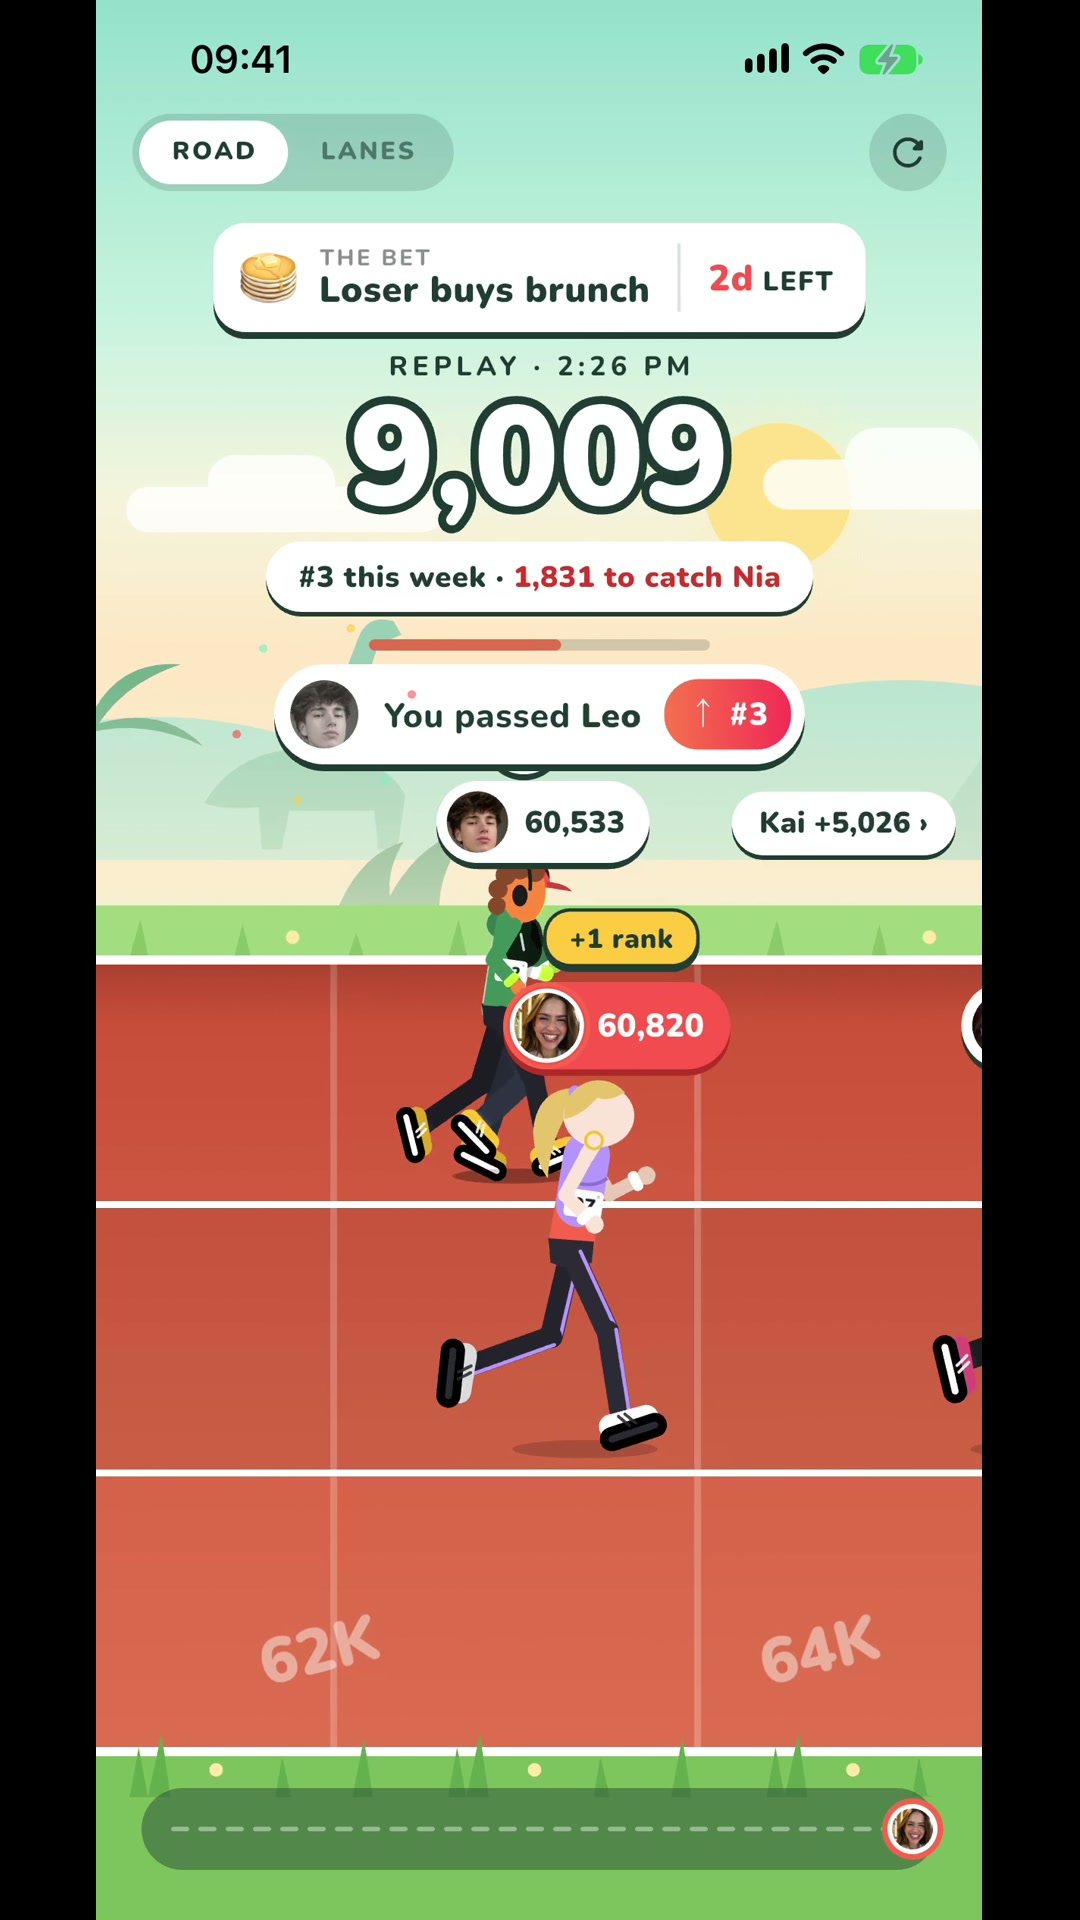 09:41
ROAD LANES
THE BET
Loser buys brunch
2d LEFT
REPLAY · 2:26 PM
9,009
#3 this week · 1,831 to catch Nia
You passed Leo
↑ #3
60,533
Kai +5,026 ›
+1 rank
60,820
62K
64K